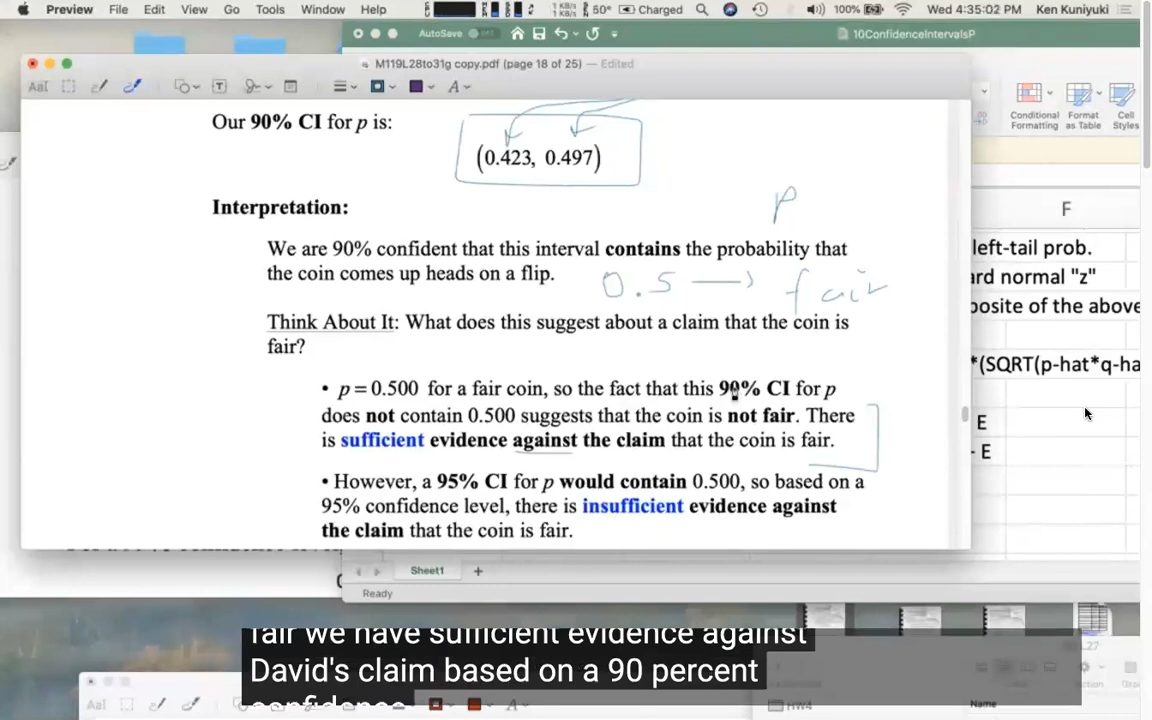 Preview File Edit View Go Tools Window Help 50° Charged 100% Wed 4:35:02 PM Ken Kuniyuki
AutoSave 10ConfidenceIntervalsP
M119L28to31g copy.pdf (page 18 of 25) — Edited
Our 90% CI for p is:
(0.423, 0.497)
p
Interpretation:
We are 90% confident that this interval contains the probability that
the coin comes up heads on a flip.
0.5 → fair
Think About It: What does this suggest about a claim that the coin is
fair?
• p = 0.500 for a fair coin, so the fact that this 90% CI for p
does not contain 0.500 suggests that the coin is not fair. There
is sufficient evidence against the claim that the coin is fair.
• However, a 95% CI for p would contain 0.500, so based on a
95% confidence level, there is insufficient evidence against
the claim that the coin is fair.
Conditional
Formatting
Format
as Table
Cell
Styles
F
left-tail prob.
ard normal "z"
posite of the above
*(SQRT(p-hat*q-ha
E
- E
Sheet1 +
Ready
fair we have sufficient evidence against
David's claim based on a 90 percent
HW4
Name